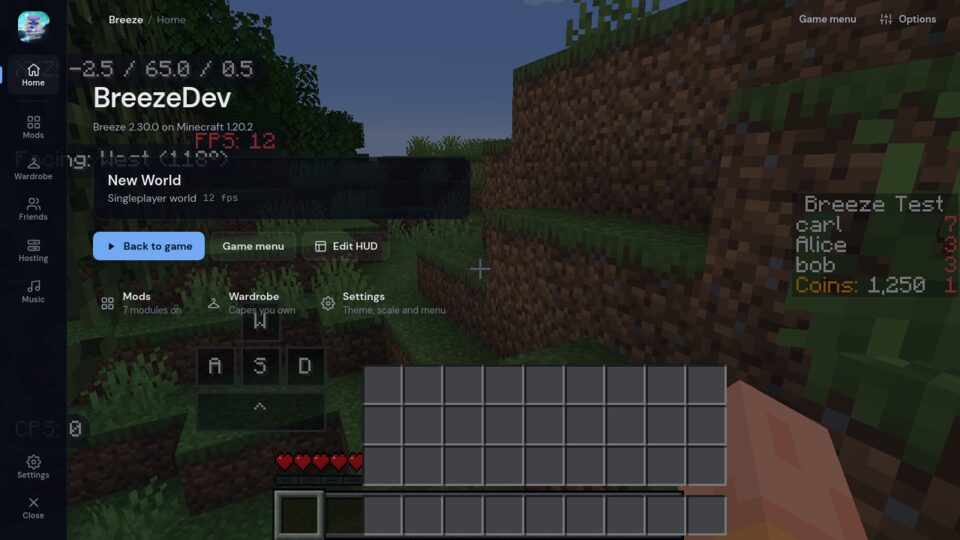 Breeze / Home
Game menu
Options
-2.5 / 65.0 / 0.5
Home
BreezeDev
Breeze 2.30.0 on Minecraft 1.20.2
FPS: 12
Mods
Facing: West (118°)
Wardrobe
New World
Singleplayer world 12 fps
Friends
Breeze Test
carl 7
Alice 3
bob 3
Coins: 1,250 1
Back to game
Game menu
Edit HUD
Hosting
Music
Mods
7 modules on
Wardrobe
Capes you own
Settings
Theme, scale and menu
W
A S D
^
CPS: 0
Settings
Close